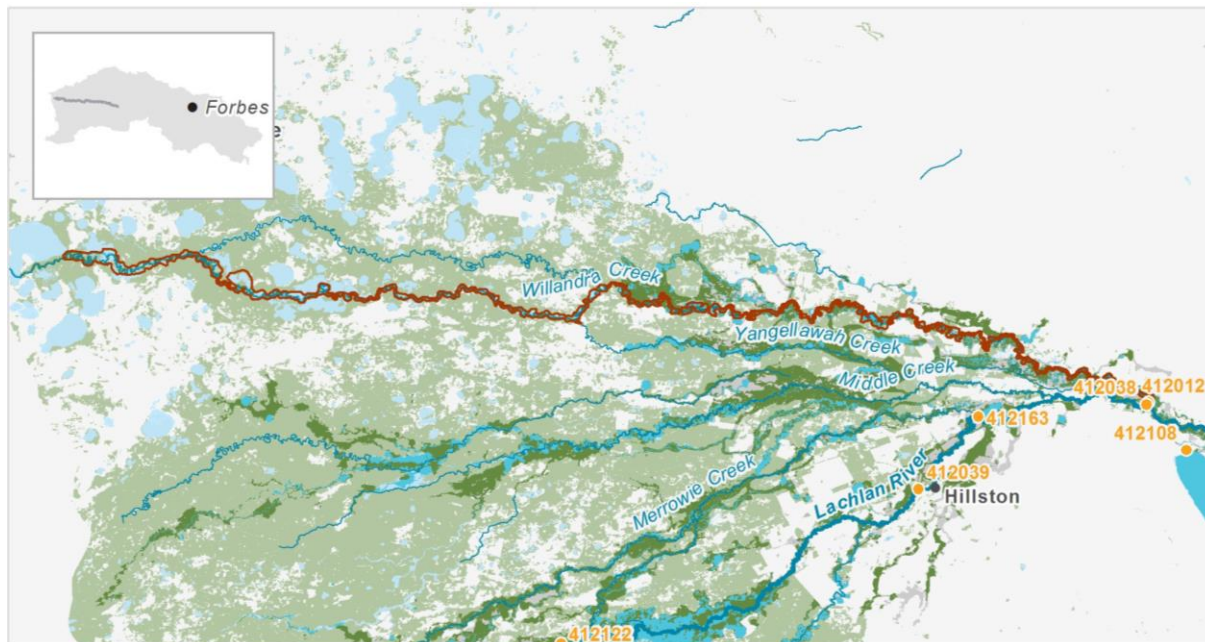 Forbes
e
Willandra Creek
Yangellawah Creek
Middle Creek
412038
412012
412163
412108
Lachlan River
412039
Hillston
Merrowie Creek
412122